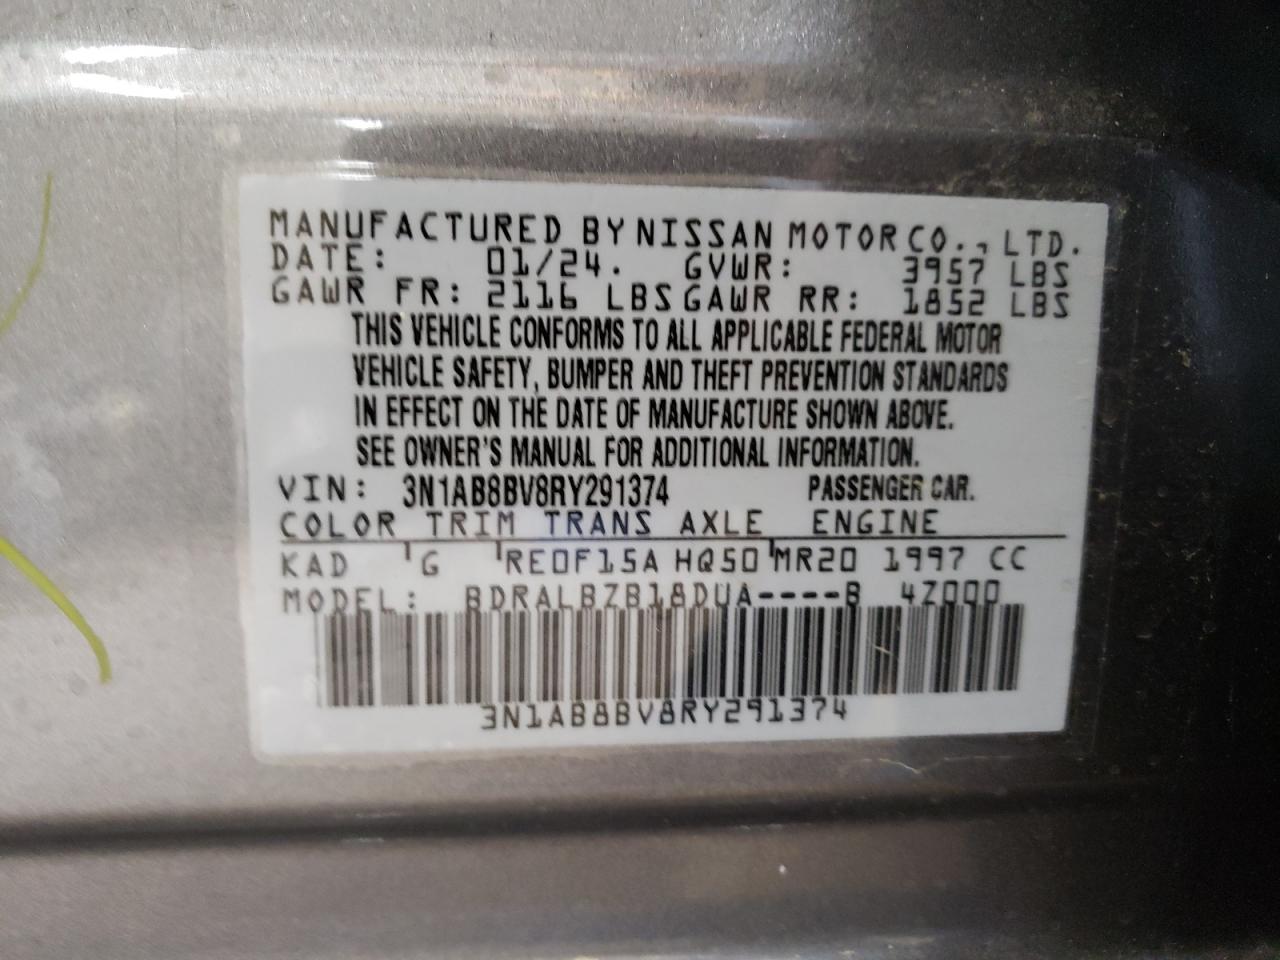 MANUFACTURED BY NISSAN MOTOR CO., LTD.
DATE: 01/24. GVWR: 3957 LBS
GAWR FR: 2116 LBS GAWR RR: 1852 LBS
THIS VEHICLE CONFORMS TO ALL APPLICABLE FEDERAL MOTOR
VEHICLE SAFETY, BUMPER AND THEFT PREVENTION STANDARDS
IN EFFECT ON THE DATE OF MANUFACTURE SHOWN ABOVE.
SEE OWNER'S MANUAL FOR ADDITIONAL INFORMATION.
VIN: 3N1AB8BV8RY291374 PASSENGER CAR.
COLOR TRIM TRANS AXLE ENGINE
KAD G RE0F15A HQ50 MR20 1997 CC
MODEL: BDRALBZB18DUA----B 4Z000
3N1AB8BV8RY291374